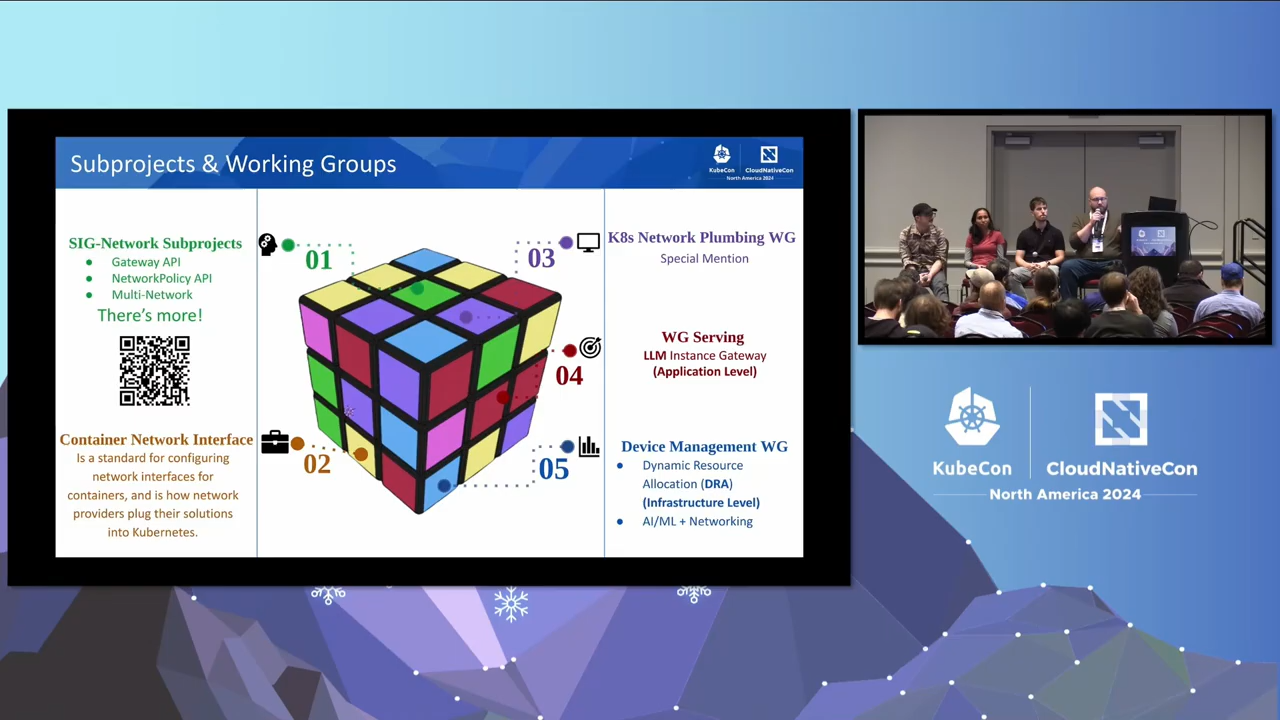 Subprojects & Working Groups
KubeCon
CloudNativeCon
North America 2024
SIG-Network Subprojects
● Gateway API
● NetworkPolicy API
● Multi-Network
There's more!
01
Container Network Interface
Is a standard for configuring
network interfaces for
containers, and is how network
providers plug their solutions
into Kubernetes.
02
03
K8s Network Plumbing WG
Special Mention
04
WG Serving
LLM Instance Gateway
(Application Level)
05
Device Management WG
● Dynamic Resource
Allocation (DRA)
(Infrastructure Level)
● AI/ML + Networking
KubeCon
CloudNativeCon
North America 2024